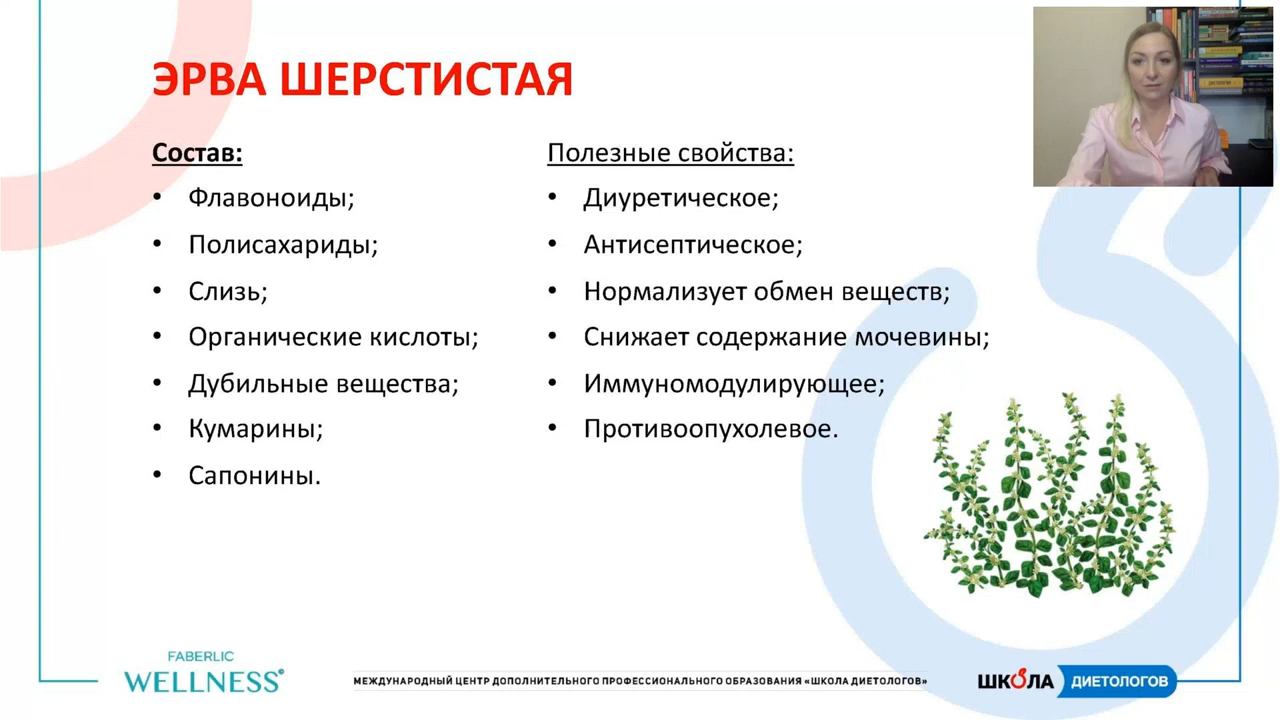 ЭРВА ШЕРСТИСТАЯ
Состав:
• Флавоноиды;
• Полисахариды;
• Слизь;
• Органические кислоты;
• Дубильные вещества;
• Кумарины;
• Сапонины.
Полезные свойства:
• Диуретическое;
• Антисептическое;
• Нормализует обмен веществ;
• Снижает содержание мочевины;
• Иммуномодулирующее;
• Противоопухолевое.
FABERLIC
WELLNESS
МЕЖДУНАРОДНЫЙ ЦЕНТР ДОПОЛНИТЕЛЬНОГО ПРОФЕССИОНАЛЬНОГО ОБРАЗОВАНИЯ «ШКОЛА ДИЕТОЛОГОВ»
ШКОЛА ДИЕТОЛОГОВ